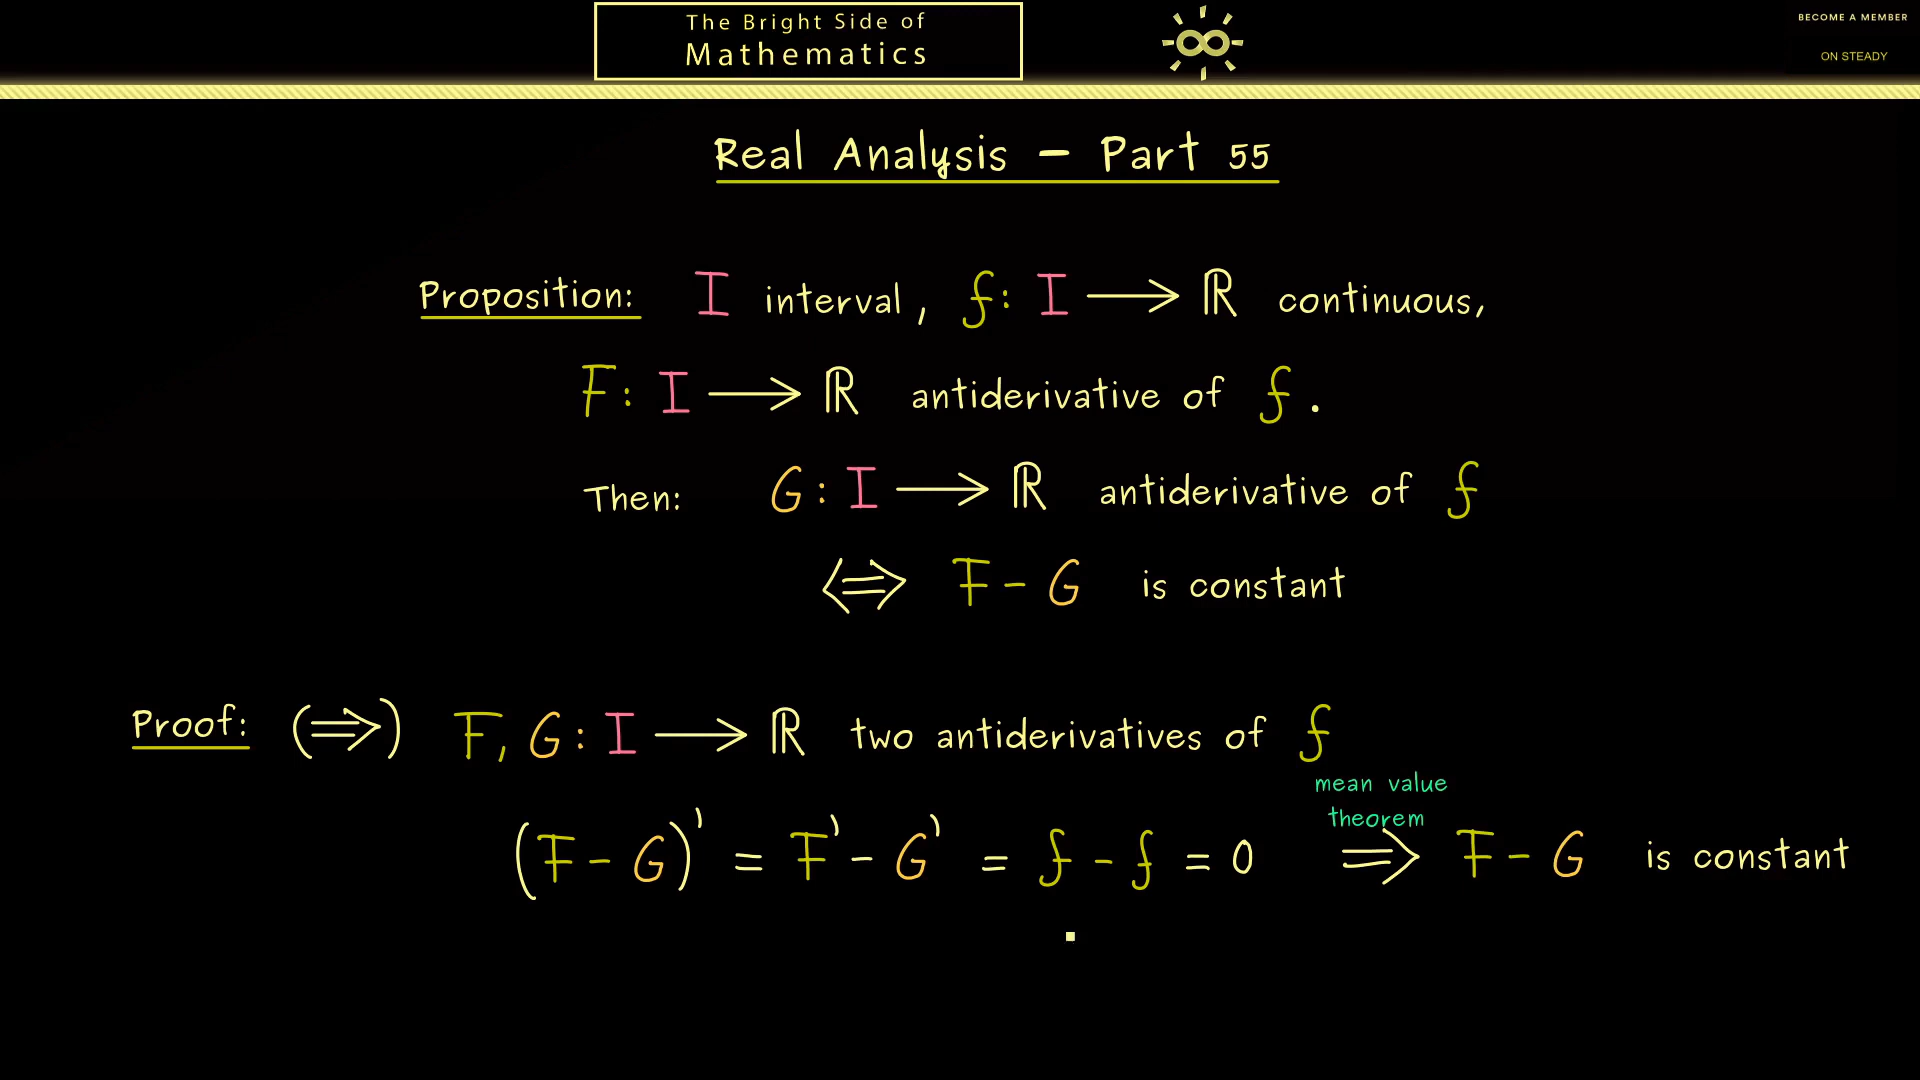 The Bright Side of
Mathematics
BECOME A MEMBER
ON STEADY
Real Analysis – Part 55
Proposition: I interval, f: I ⟶ ℝ continuous,
F: I ⟶ ℝ antiderivative of f.
Then: G: I ⟶ ℝ antiderivative of f
⟺ F - G is constant
Proof: (⟹) F, G: I ⟶ ℝ two antiderivatives of f
mean value
theorem
(F - G)' = F' - G' = f - f = 0 ⟹ F - G is constant